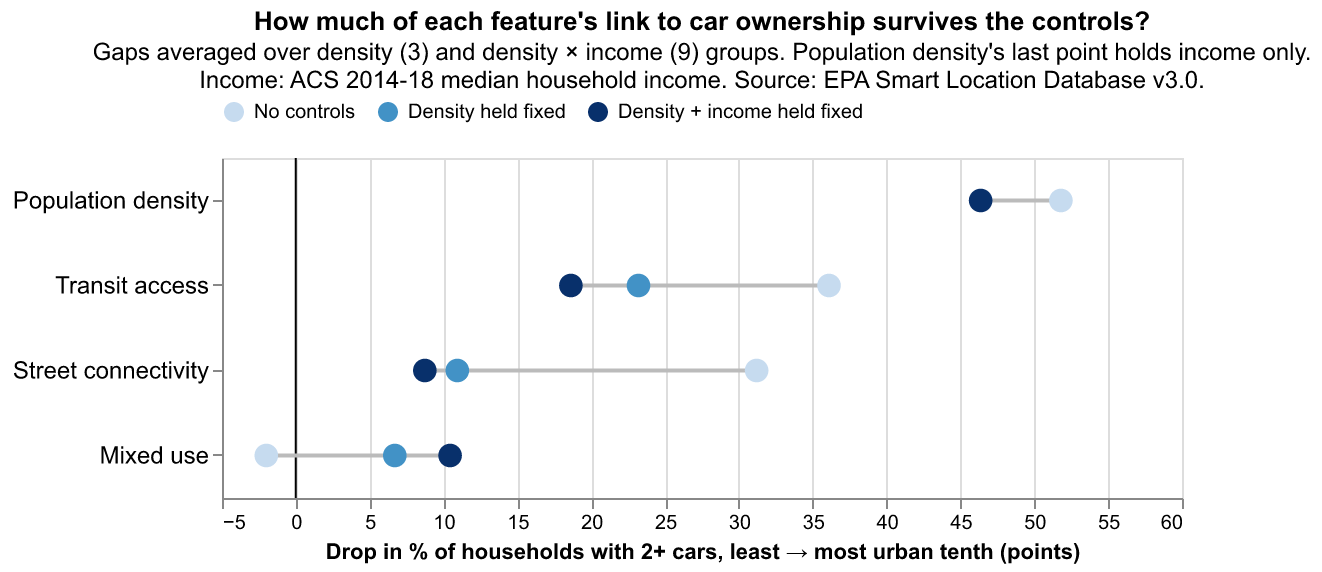 How much of each feature's link to car ownership survives the controls?
Gaps averaged over density (3) and density × income (9) groups. Population density's last point holds income only.
Income: ACS 2014-18 median household income. Source: EPA Smart Location Database v3.0.
No controls Density held fixed Density + income held fixed
Population density
Transit access
Street connectivity
Mixed use
−5 0 5 10 15 20 25 30 35 40 45 50 55 60
Drop in % of households with 2+ cars, least → most urban tenth (points)